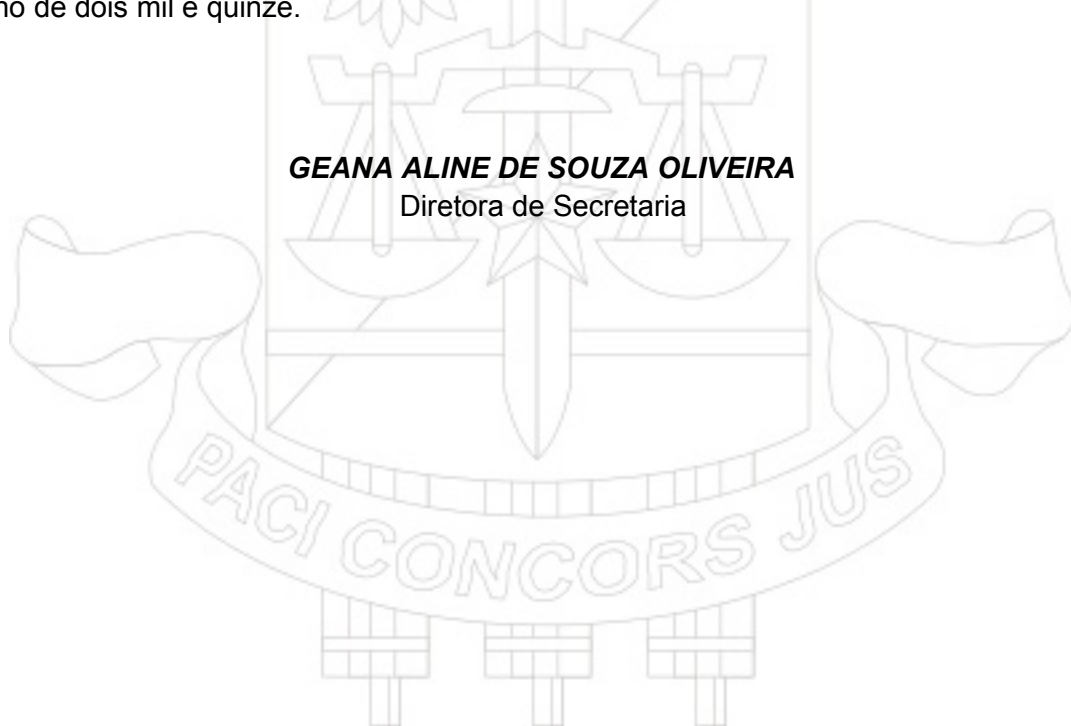 no de dois mil e quinze.
GEANA ALINE DE SOUZA OLIVEIRA
Diretora de Secretaria
PACI CONCORS JUS